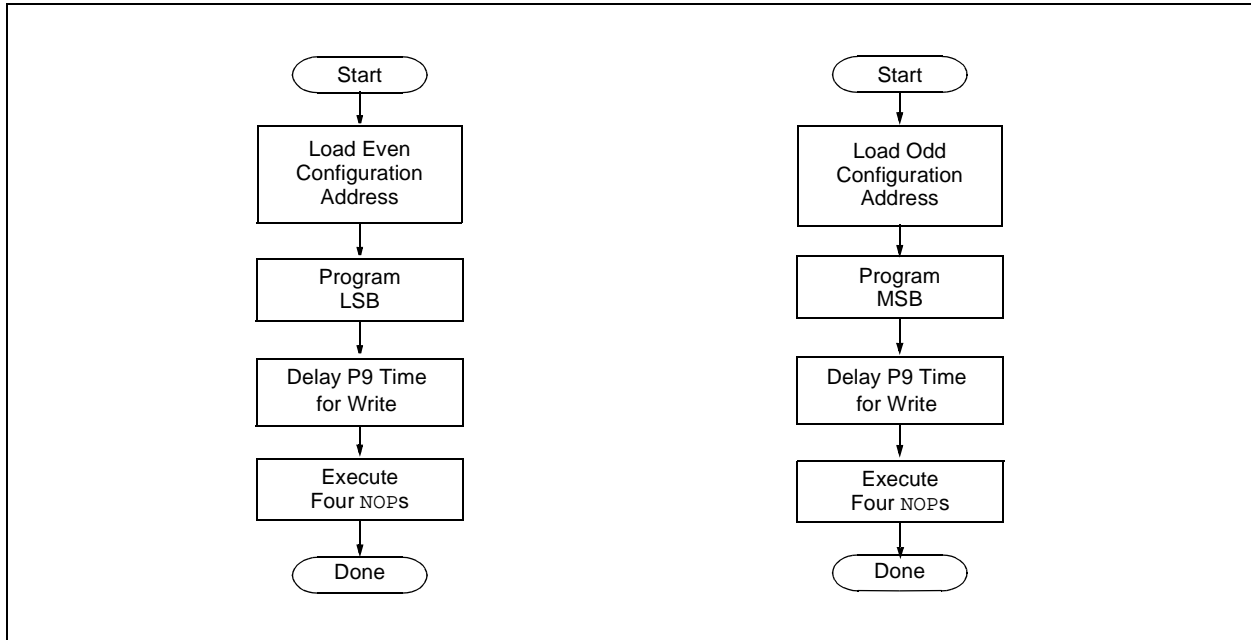 Start
Load Even
Configuration
Address
Program
LSB
Delay P9 Time
for Write
Execute
Four NOPs
Done
Start
Load Odd
Configuration
Address
Program
MSB
Delay P9 Time
for Write
Execute
Four NOPs
Done